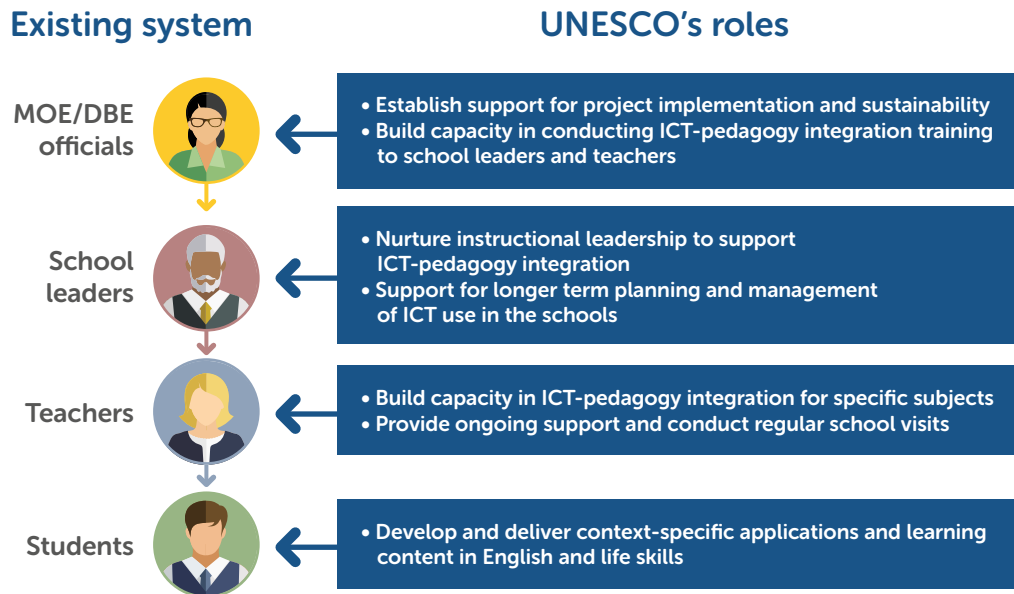 Existing system
UNESCO’s roles
MOE/DBE
officials
• Establish support for project implementation and sustainability
• Build capacity in conducting ICT-pedagogy integration training
to school leaders and teachers
School
leaders
• Nurture instructional leadership to support
ICT-pedagogy integration
• Support for longer term planning and management
of ICT use in the schools
Teachers
• Build capacity in ICT-pedagogy integration for specific subjects
• Provide ongoing support and conduct regular school visits
Students
• Develop and deliver context-specific applications and learning
content in English and life skills